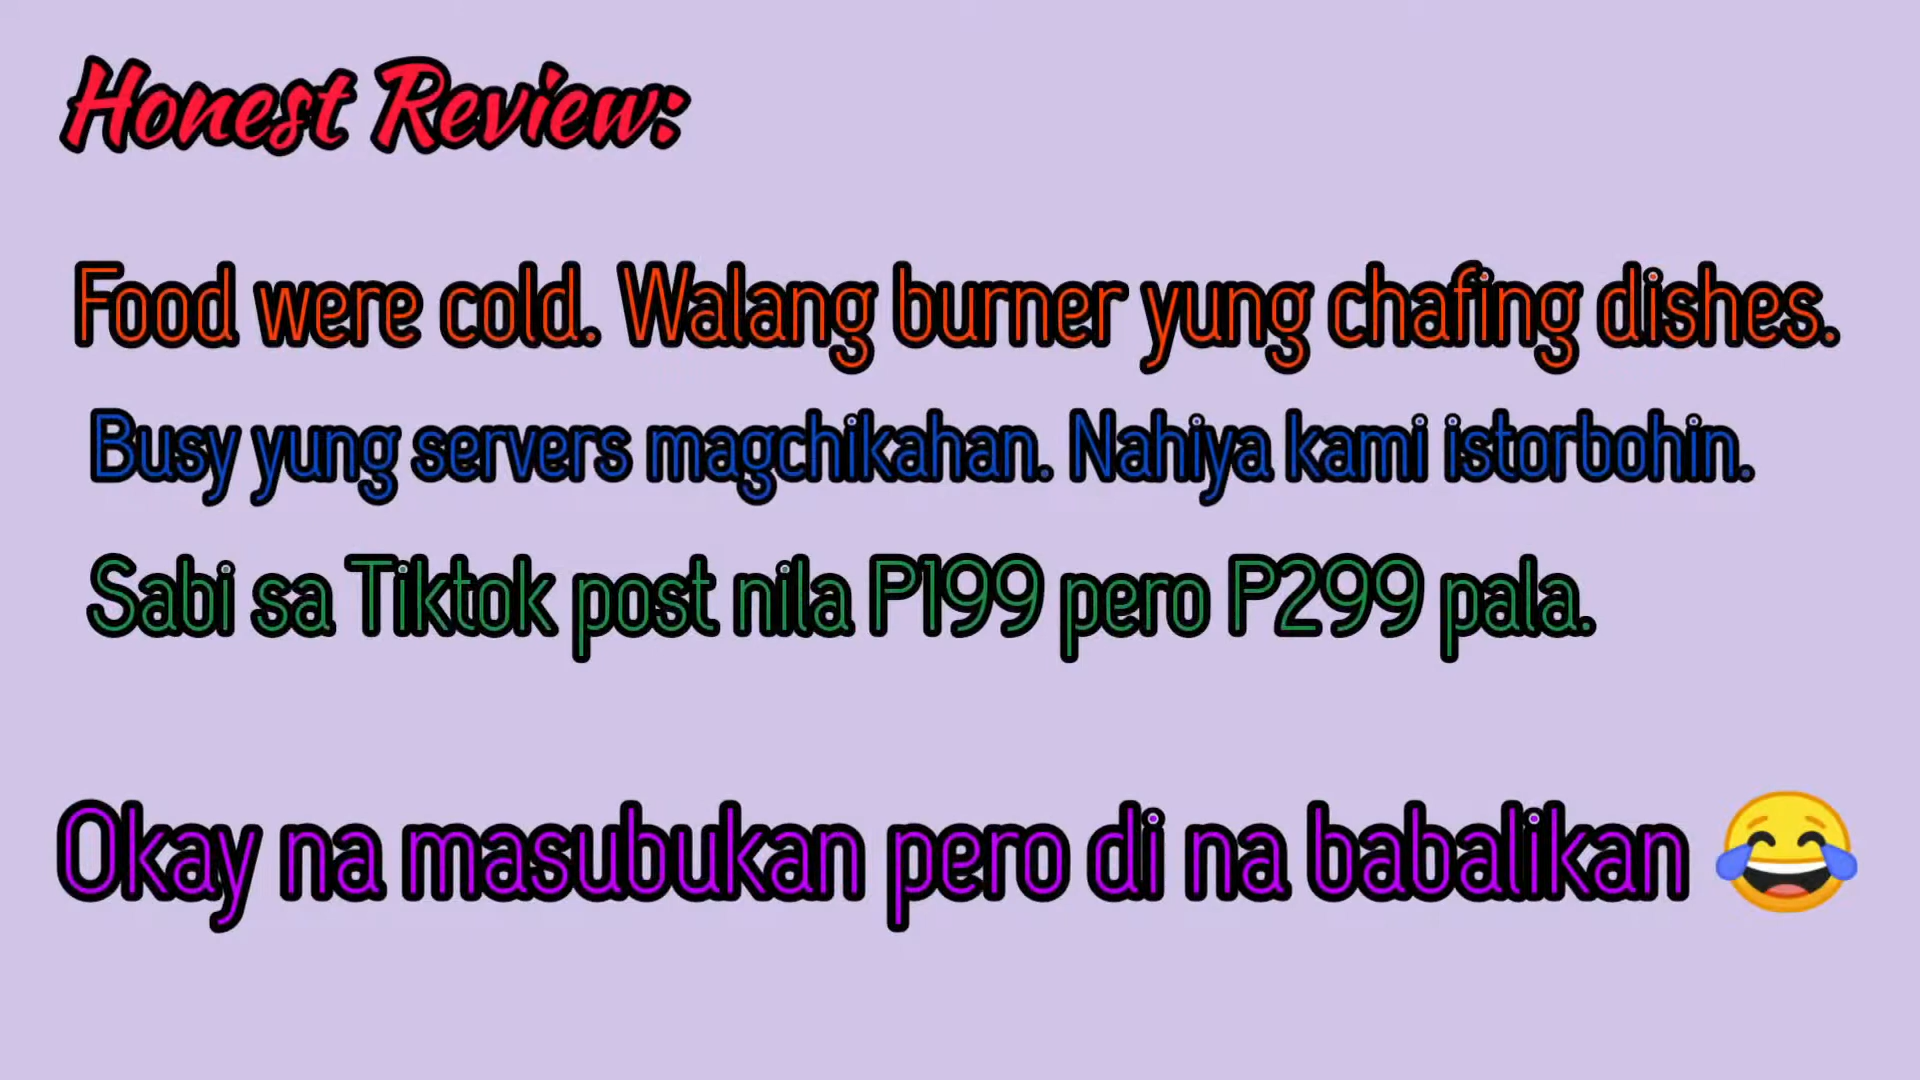 Honest Review:
Food were cold. Walang burner yung chafing dishes.
Busy yung servers magchikahan. Nahiya kami istorbohin.
Sabi sa Tiktok post nila P199 pero P299 pala.
Okay na masubukan pero di na babalikan 😂